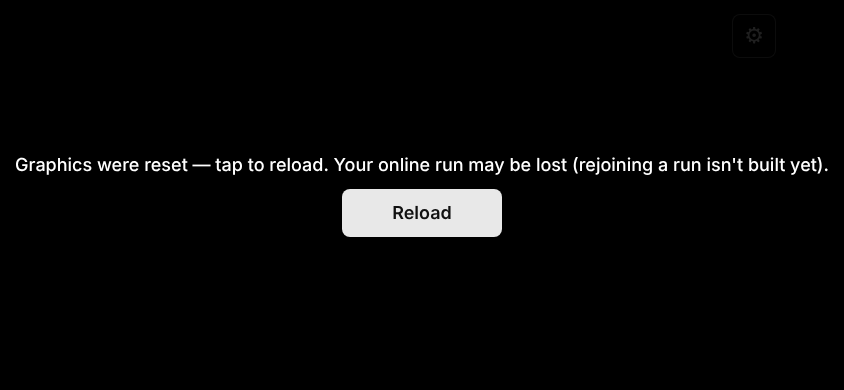 Graphics were reset — tap to reload. Your online run may be lost (rejoining a run isn't built yet).
Reload